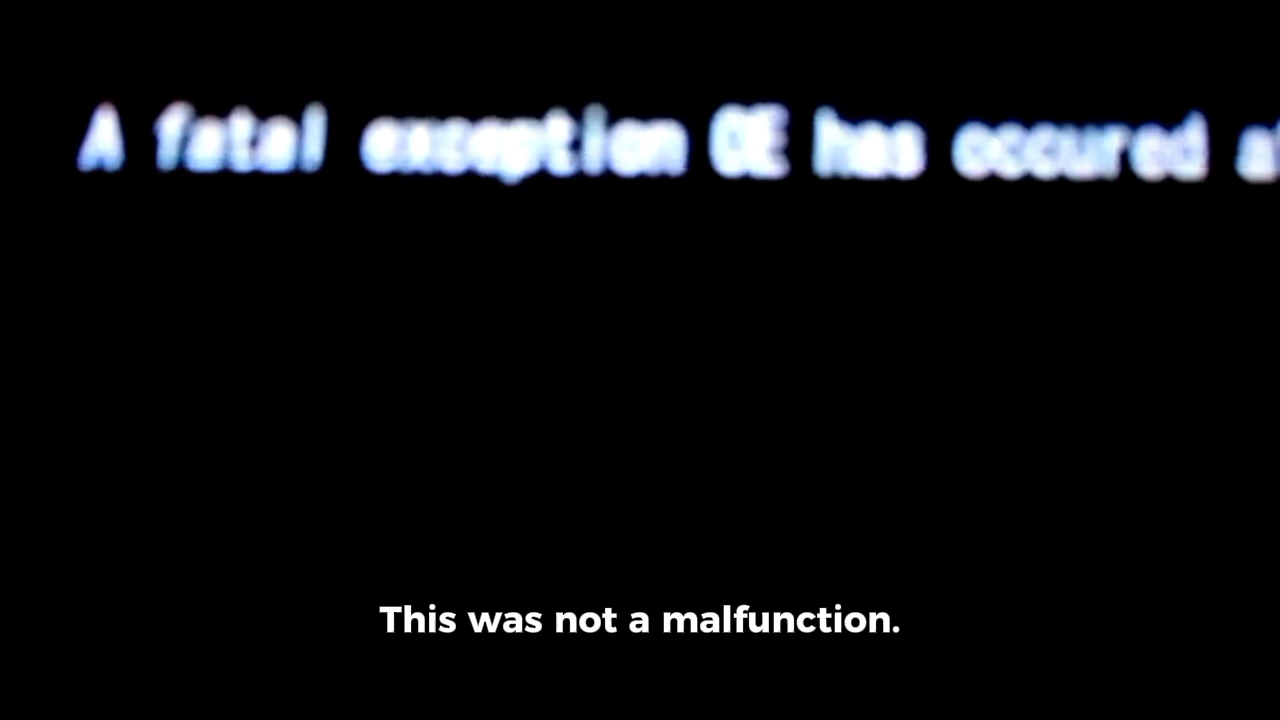 A fatal exception 0E has occured a
This was not a malfunction.